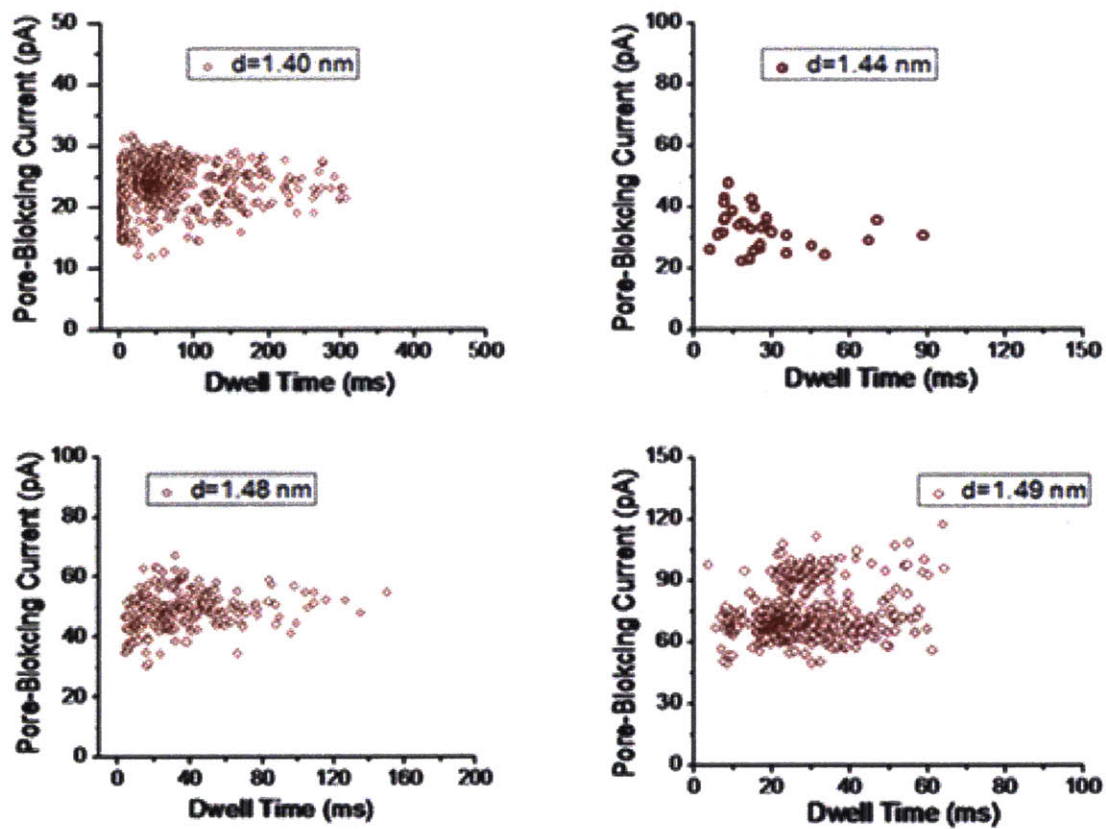 Pore-Blokcing Current (pA)
50
40
30
20
10
0
d=1.40 nm
0 100 200 300 400 500
Dwell Time (ms)
Pore-Blokcing Current (pA)
100
80
60
40
20
0
d=1.44 nm
0 30 60 90 120 150
Dwell Time (ms)
Pore-Blokcing Current (pA)
100
80
60
40
20
0
d=1.48 nm
0 40 80 120 160 200
Dwell Time (ms)
Pore-Blokcing Current (pA)
150
120
90
60
30
0
d=1.49 nm
0 20 40 60 80 100
Dwell Time (ms)